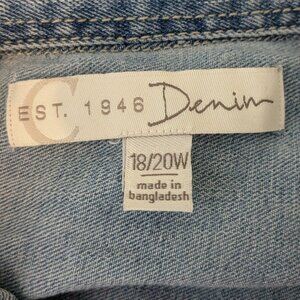 C
EST. 1946 Denim
18/20W
made in
bangladesh